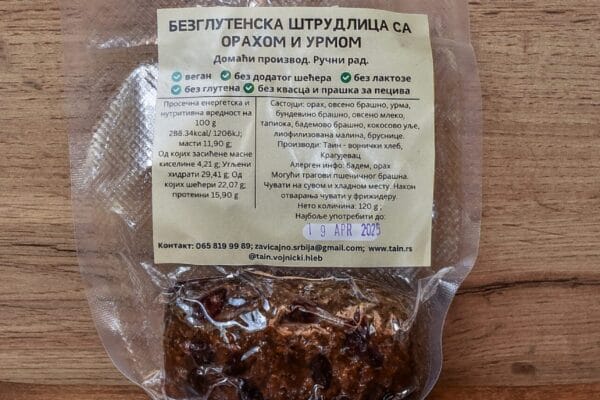 БЕЗГЛУТЕНСКА ШТРУДЛИЦА СА
ОРАХОМ И УРМОМ
Домаћи производ. Ручни рад.
веган без додатог шећера без лактозе
без глутена без квасца и прашка за пецива
Просечна енергетска и
нутритивна вредност на
100 g
288.34kcal/ 1206kJ;
масти 11,90 g;
Од којих засићене масне
киселине 4,21 g; Угљени
хидрати 29,41 g; Од
којих шећери 22,07 g;
протеини 15,90 g
Састојци: орах, овсено брашно, урма,
бундевино брашно, овсено млеко,
тапиока, бадемово брашно, кокосово уље,
лиофилизирана малина, бруснице.
Производи: Таин - војнички хлеб,
Крагујевац
Алерген инфо: бадем, орах
Могући трагови пшеничног брашна.
Чувати на сувом и хладном месту. Након
отварања чувати у фрижидеру.
Нето количина: 120 g ;
Најбоље употребити до:
19 APR 2025
Контакт: 065 819 99 89; zavicajno.srbija@gmail.com; www.tain.rs
@tain.vojnicki.hleb